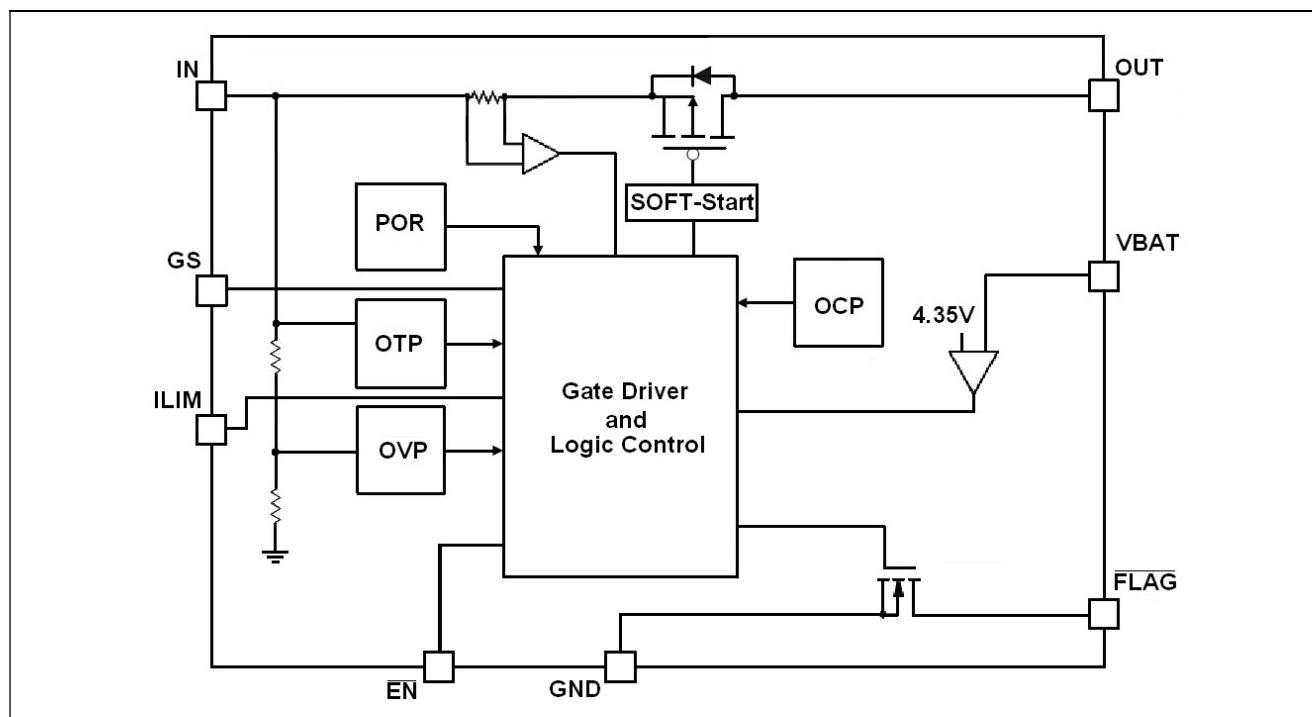 IN
OUT
SOFT-Start
POR
VBAT
GS
OCP
4.35V
OTP
Gate Driver
and
Logic Control
ILIM
OVP
FLAG
EN
GND